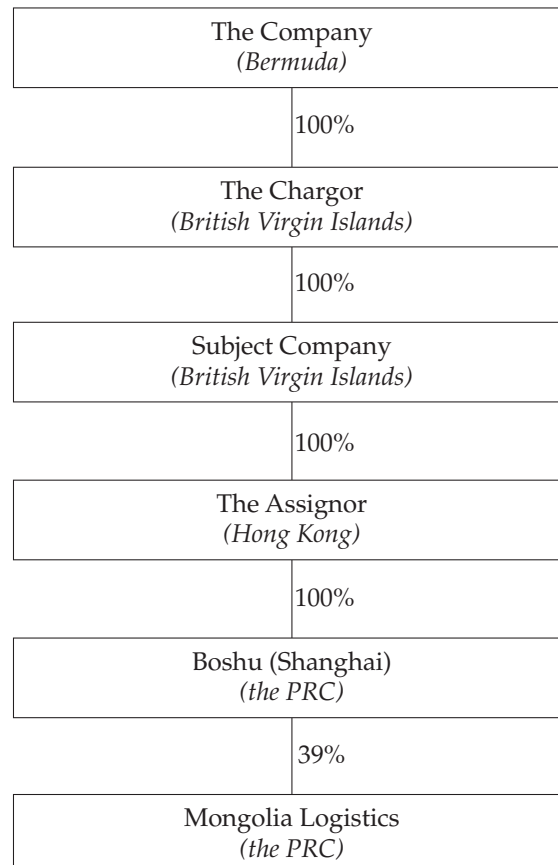 The Company
(Bermuda)
100%
The Chargor
(British Virgin Islands)
100%
Subject Company
(British Virgin Islands)
100%
The Assignor
(Hong Kong)
100%
Boshu (Shanghai)
(the PRC)
39%
Mongolia Logistics
(the PRC)